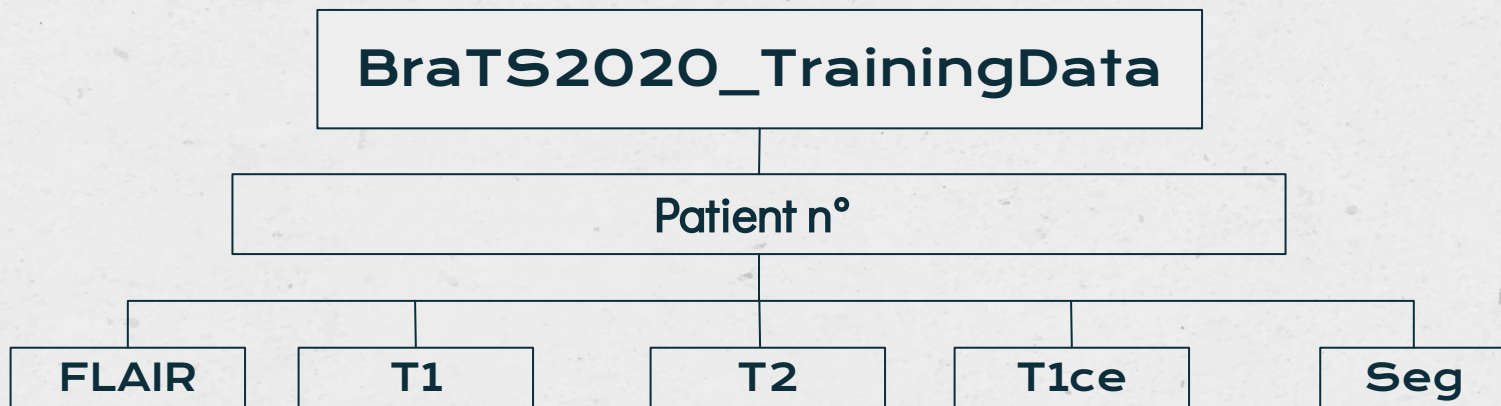 BraTS2020_TrainingData
Patient n°
FLAIR
T1
T2
T1ce
Seg